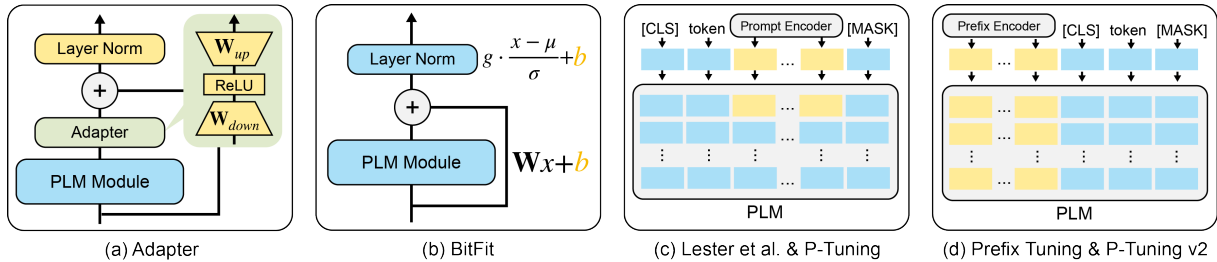 Layer Norm
W_up
ReLU
W_down
+
Adapter
PLM Module
(a) Adapter
Layer Norm
g · (x − μ)/σ + b
+
PLM Module
Wx+b
(b) BitFit
[CLS] token Prompt Encoder [MASK]
...
...
⋮ ⋮ ⋮ ⋮ ⋮
...
PLM
(c) Lester et al. & P-Tuning
Prefix Encoder [CLS] token [MASK]
...
...
...
⋮ ⋮ ⋮ ⋮ ⋮
...
PLM
(d) Prefix Tuning & P-Tuning v2